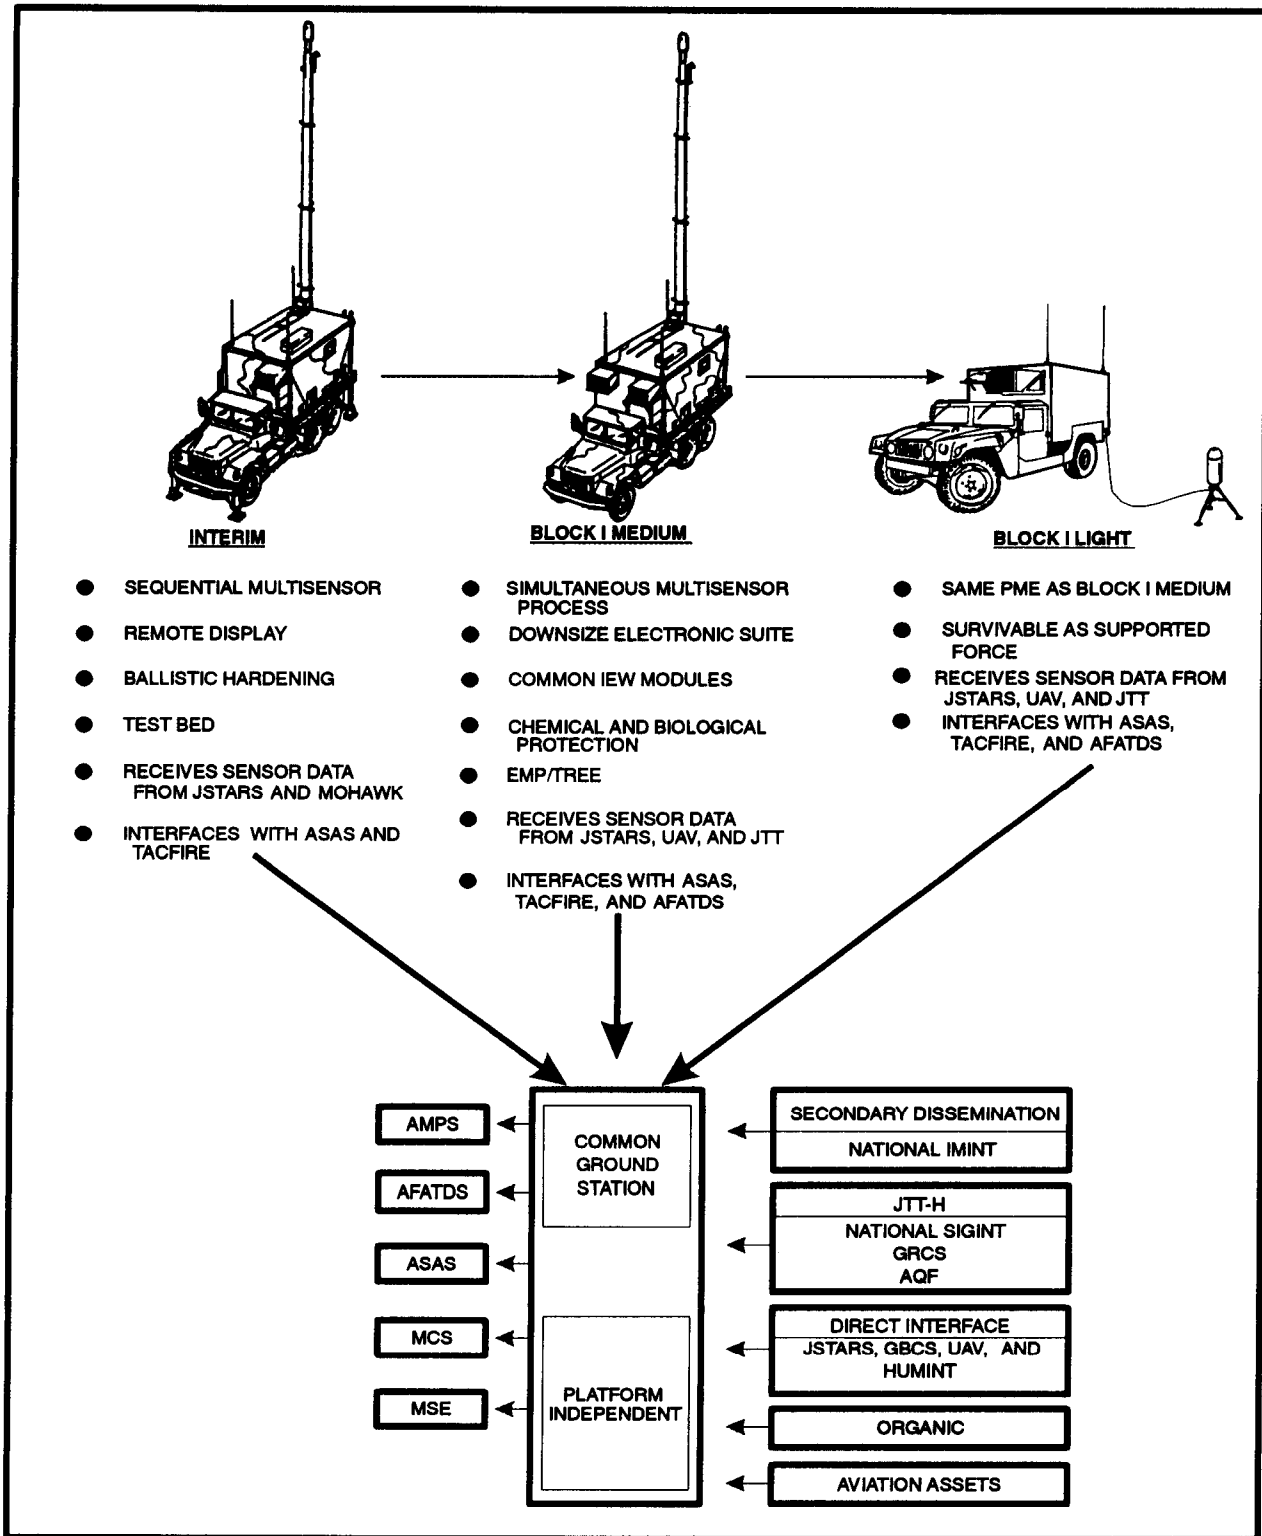 INTERIM
SEQUENTIAL MULTISENSOR
REMOTE DISPLAY
BALLISTIC HARDENING
TEST BED
RECEIVES SENSOR DATA
FROM JSTARS AND MOHAWK
INTERFACES WITH ASAS AND
TACFIRE
BLOCK I MEDIUM
SIMULTANEOUS MULTISENSOR
PROCESS
DOWNSIZE ELECTRONIC SUITE
COMMON IEW MODULES
CHEMICAL AND BIOLOGICAL
PROTECTION
EMP/TREE
RECEIVES SENSOR DATA
FROM JSTARS, UAV, AND JTT
INTERFACES WITH ASAS,
TACFIRE, AND AFATDS
BLOCK I LIGHT
SAME PME AS BLOCK I MEDIUM
SURVIVABLE AS SUPPORTED
FORCE
RECEIVES SENSOR DATA FROM
JSTARS, UAV, AND JTT
INTERFACES WITH ASAS,
TACFIRE, AND AFATDS
AMPS
AFATDS
ASAS
MCS
MSE
COMMON
GROUND
STATION
PLATFORM
INDEPENDENT
SECONDARY DISSEMINATION
NATIONAL IMINT
JTT-H
NATIONAL SIGINT
GRCS
AQF
DIRECT INTERFACE
JSTARS, GBCS, UAV, AND
HUMINT
ORGANIC
AVIATION ASSETS